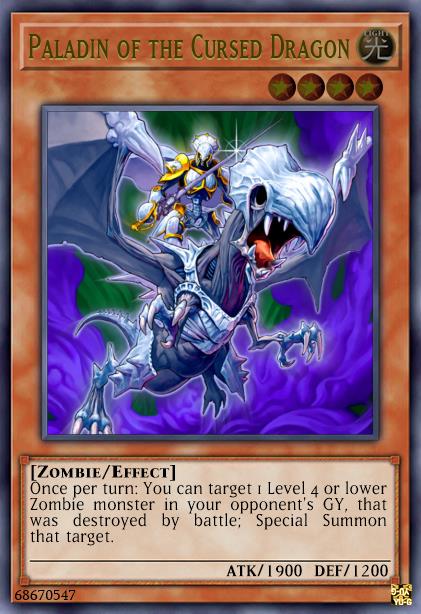 PALADIN OF THE CURSED DRAGON
LIGHT
光
[ZOMBIE/EFFECT]
Once per turn: You can target 1 Level 4 or lower
Zombie monster in your opponent's GY, that
was destroyed by battle; Special Summon
that target.
ATK/1900 DEF/1200
68670547